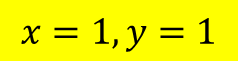 x = 1, y = 1